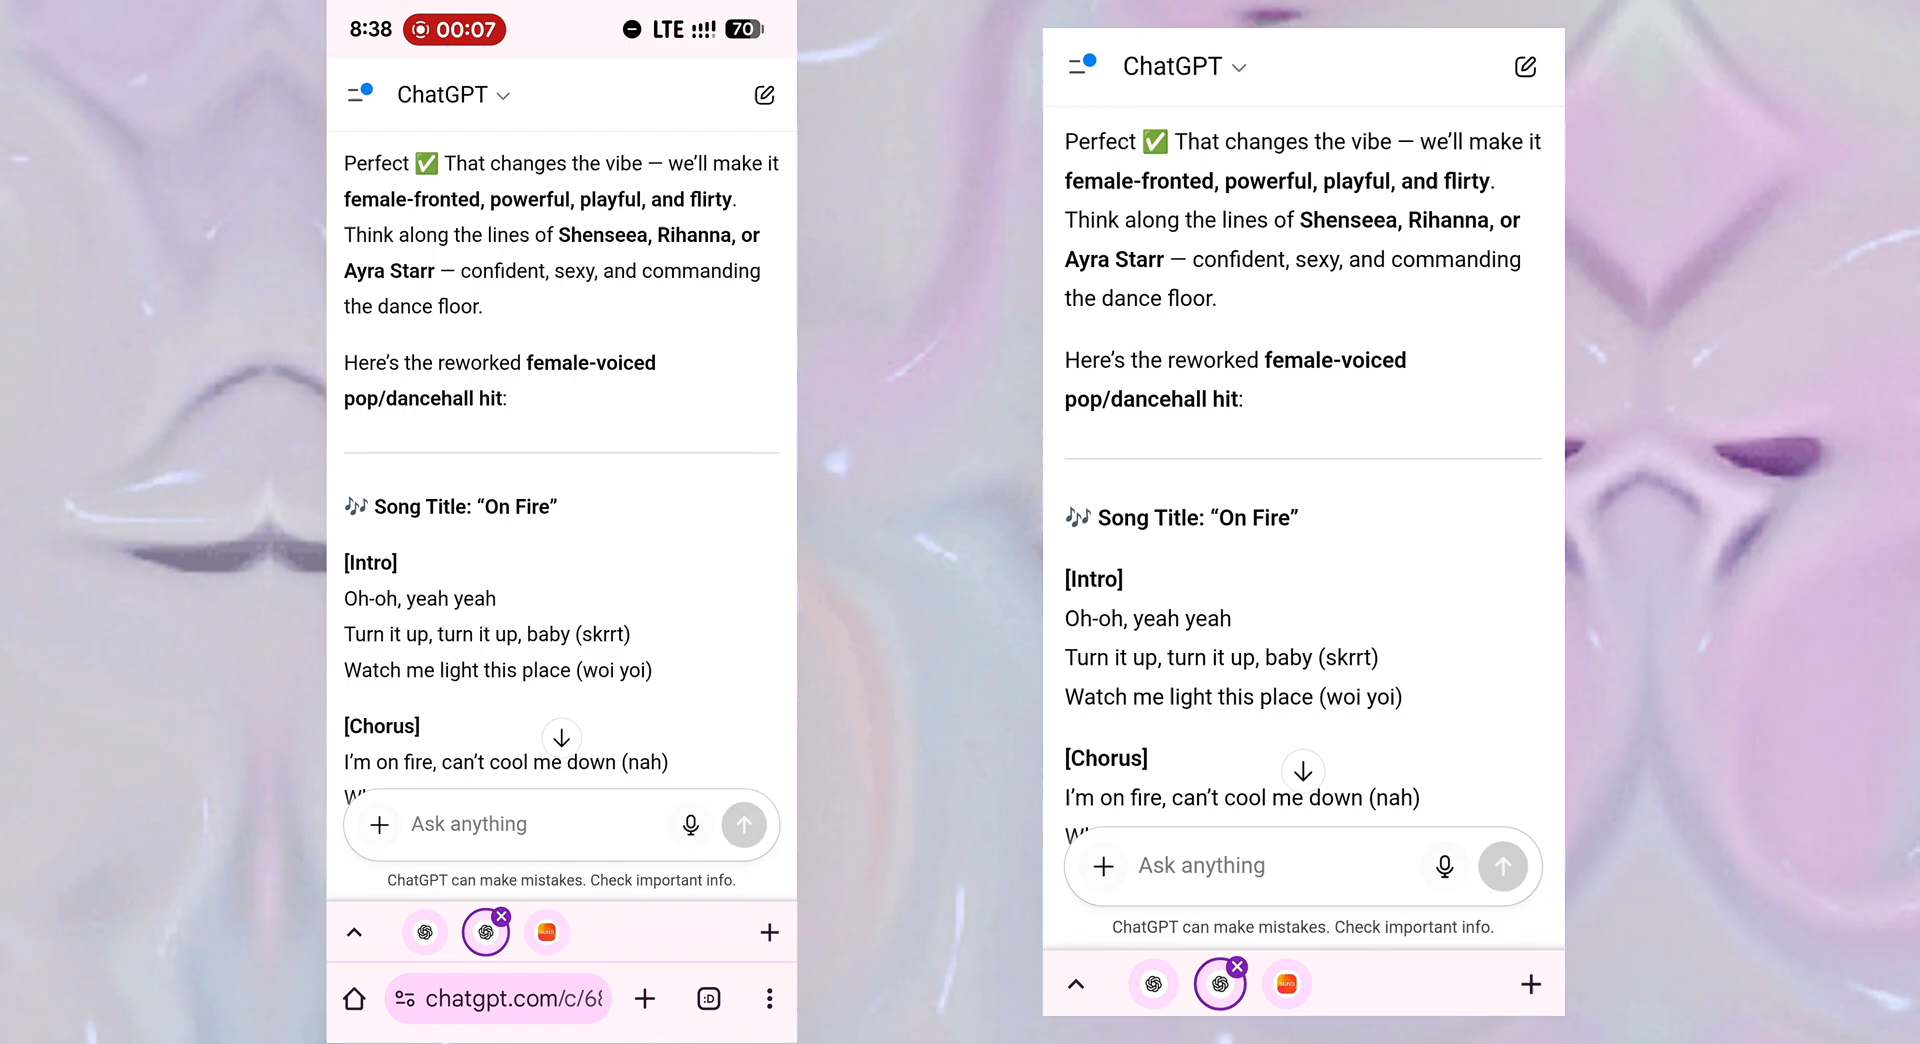 8:38 00:07 LTE 70
ChatGPT
Perfect ✅ That changes the vibe — we’ll make it
female-fronted, powerful, playful, and flirty.
Think along the lines of Shenseea, Rihanna, or
Ayra Starr — confident, sexy, and commanding
the dance floor.
Here’s the reworked female-voiced
pop/dancehall hit:
🎶 Song Title: “On Fire”
[Intro]
Oh-oh, yeah yeah
Turn it up, turn it up, baby (skrrt)
Watch me light this place (woi yoi)
[Chorus]
I’m on fire, can’t cool me down (nah)
Ask anything
ChatGPT can make mistakes. Check important info.
chatgpt.com/c/68
:D
ChatGPT
Perfect ✅ That changes the vibe — we’ll make it
female-fronted, powerful, playful, and flirty.
Think along the lines of Shenseea, Rihanna, or
Ayra Starr — confident, sexy, and commanding
the dance floor.
Here’s the reworked female-voiced
pop/dancehall hit:
🎶 Song Title: “On Fire”
[Intro]
Oh-oh, yeah yeah
Turn it up, turn it up, baby (skrrt)
Watch me light this place (woi yoi)
[Chorus]
I’m on fire, can’t cool me down (nah)
Ask anything
ChatGPT can make mistakes. Check important info.